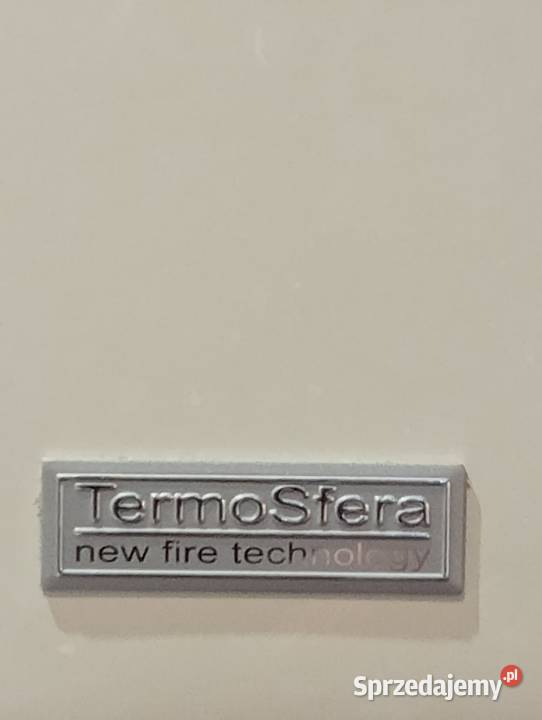 TermoSfera
new fire technology
Sprzedajemy.pl